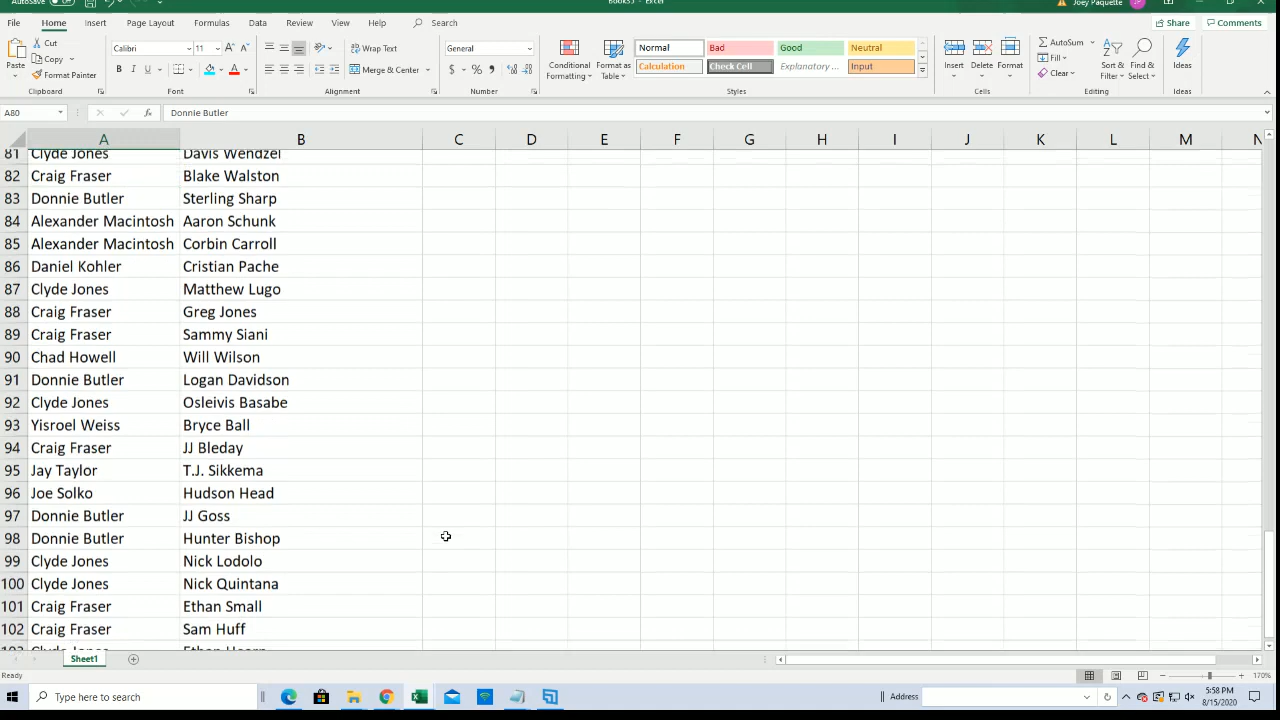 AutoSave Off Book35 - Excel Joey Paquette JP
File Home Insert Page Layout Formulas Data Review View Help Search Share Comments
Paste Cut Copy Format Painter Clipboard
Calibri 11 A A B I U A Font
Wrap Text Merge & Center Alignment
General $ % , Number
Conditional Formatting Format as Table
Normal Bad Good Neutral
Calculation Check Cell Explanatory ... Input
Styles
Insert Delete Format Cells
AutoSum Fill Clear Sort & Filter Find & Select Editing
Ideas Ideas
A80 fx Donnie Butler
A B C D E F G H I J K L M N
81 Clyde Jones Davis Wendzel
82 Craig Fraser Blake Walston
83 Donnie Butler Sterling Sharp
84 Alexander Macintosh Aaron Schunk
85 Alexander Macintosh Corbin Carroll
86 Daniel Kohler Cristian Pache
87 Clyde Jones Matthew Lugo
88 Craig Fraser Greg Jones
89 Craig Fraser Sammy Siani
90 Chad Howell Will Wilson
91 Donnie Butler Logan Davidson
92 Clyde Jones Osleivis Basabe
93 Yisroel Weiss Bryce Ball
94 Craig Fraser JJ Bleday
95 Jay Taylor T.J. Sikkema
96 Joe Solko Hudson Head
97 Donnie Butler JJ Goss
98 Donnie Butler Hunter Bishop
99 Clyde Jones Nick Lodolo
100 Clyde Jones Nick Quintana
101 Craig Fraser Ethan Small
102 Craig Fraser Sam Huff
103 Clyde Jones Ethan Hearn
Sheet1
Ready 170%
Type here to search Address 5:58 PM
8/15/2020